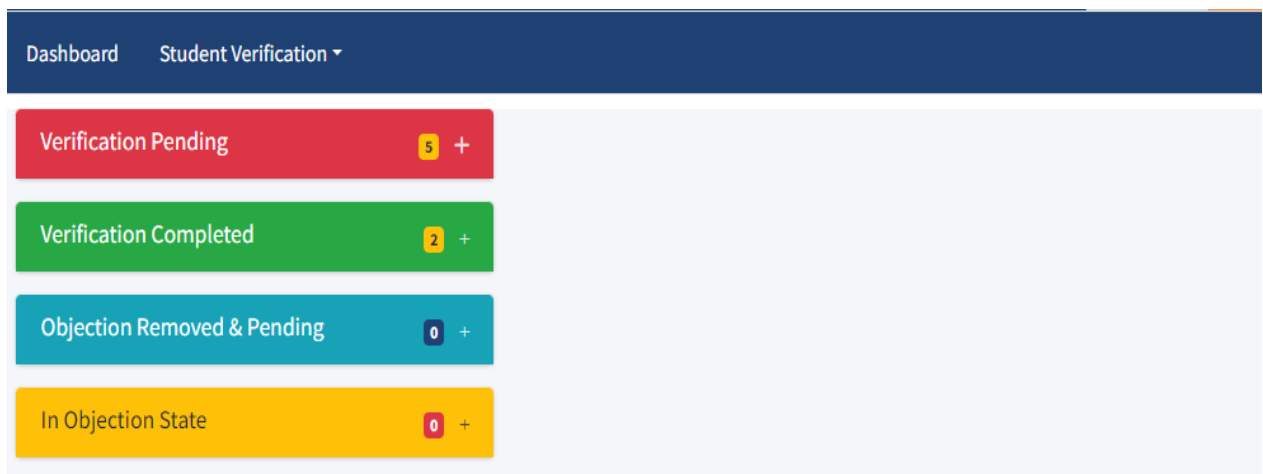 Dashboard Student Verification
Verification Pending 5 +
Verification Completed 2 +
Objection Removed & Pending 0 +
In Objection State 0 +